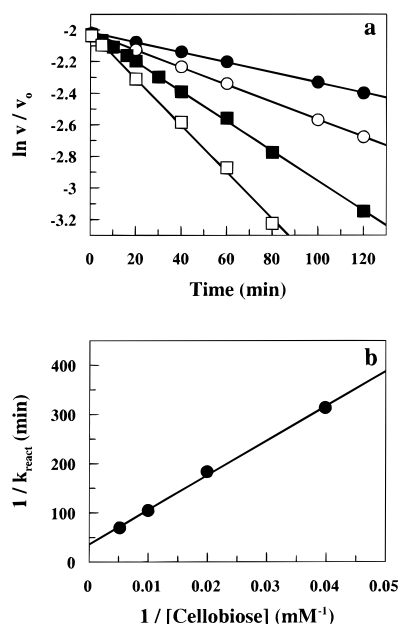 a
-2
-2.2
-2.4
-2.6
-2.8
-3
-3.2
ln v / vo
0 20 40 60 80 100 120
Time (min)
b
400
300
200
100
0
1 / kreact (min)
0 0.01 0.02 0.03 0.04 0.05
1 / [Cellobiose] (mM-1)